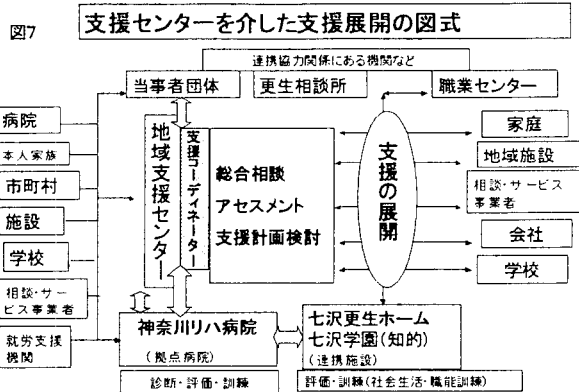 図7
支援センターを介した支援展開の図式
連携協力関係にある機関など
当事者団体
更生相談所
職業センター
病院
本人家族
市町村
施設
学校
相談・サー
ビス事業者
就労支援
機関
地域支援センター
支援コーディネーター
総合相談
アセスメント
支援計画検討
支援の展開
家庭
地域施設
相談・サービス
事業者
会社
学校
神奈川リハ病院
(拠点病院)
七沢更生ホーム
七沢学園(知的)
(連携施設)
診断・評価・訓練
評価・訓練(社会生活・職能訓練)